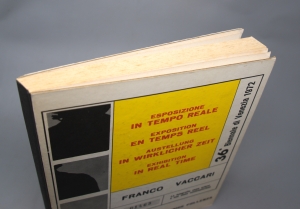 ESPOSIZIONE
IN TEMPO REALE
EXPOSITION
EN TEMPS REEL
AUSTELLUNG
IN WIRKLICHER ZEIT
EXHIBITION
IN REAL TIME
FRANCO VACCARI
36ª Biennale di Venezia 1972